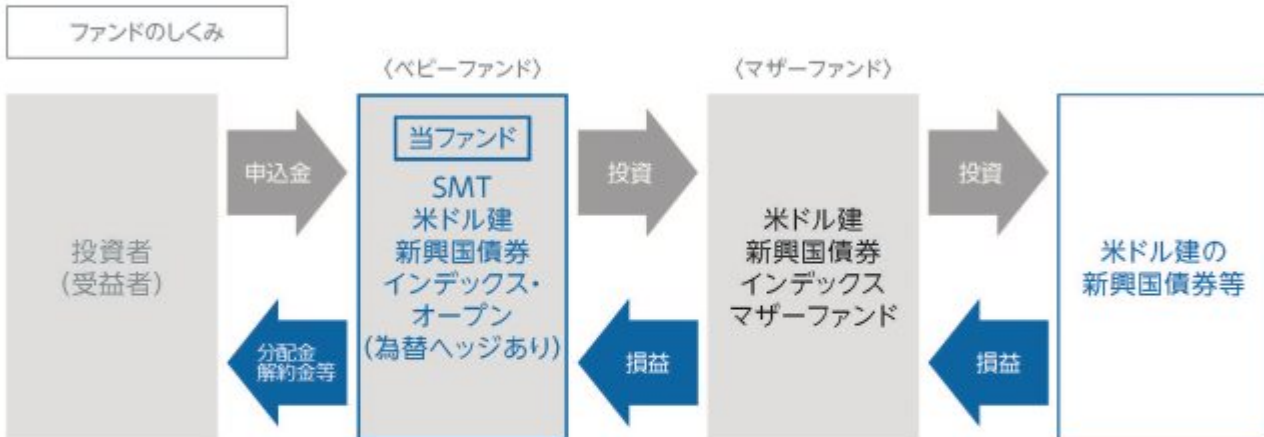 ファンドのしくみ
〈ベビーファンド〉
〈マザーファンド〉
投資者
(受益者)
申込金
分配金
解約金等
当ファンド
SMT
米ドル建
新興国債券
インデックス・
オープン
(為替ヘッジあり)
投資
損益
米ドル建
新興国債券
インデックス
マザーファンド
投資
損益
米ドル建の
新興国債券等